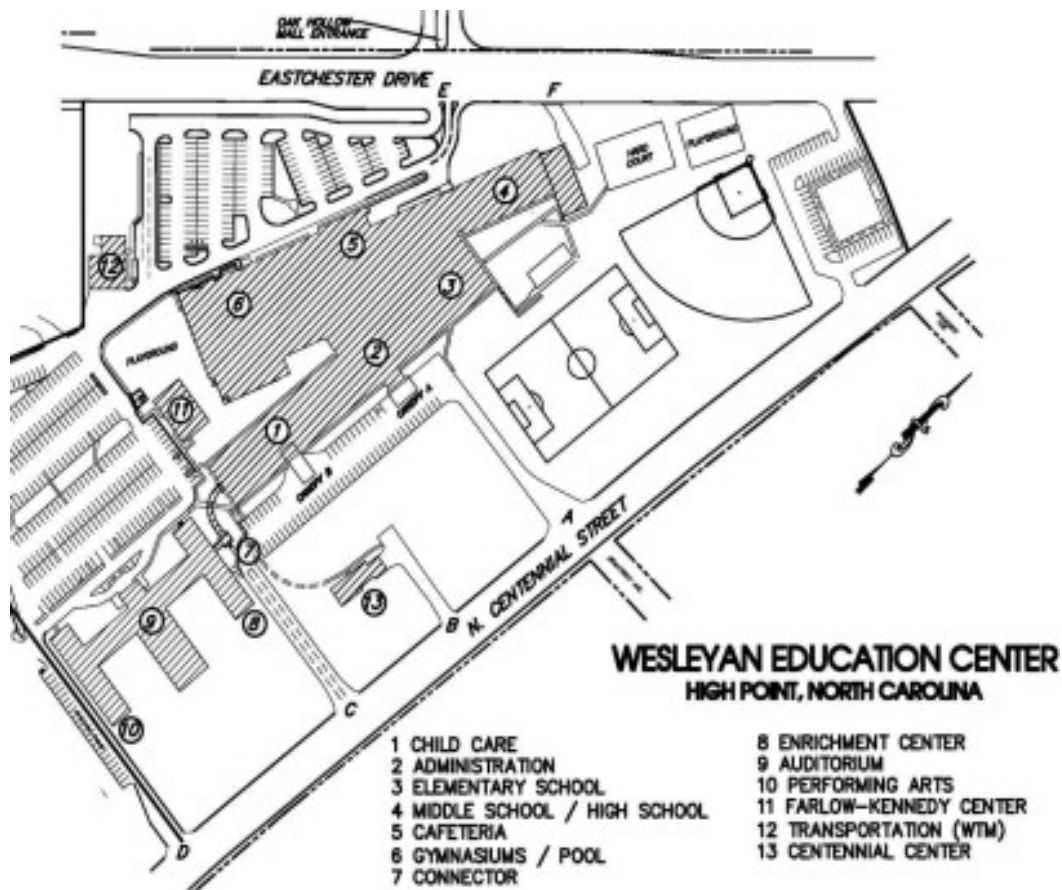 OAK HOLLOW
MALL ENTRANCE
EASTCHESTER DRIVE
E
F
HARD
COURT
PLAYGROUND
4
5
12
3
6
PLAYGROUND
2
11
CANOPY A
1
CANOPY B
A
7
N. CENTENNIAL STREET
13
8
B
9
C
10
D
WESLEYAN EDUCATION CENTER
HIGH POINT, NORTH CAROLINA
1 CHILD CARE
2 ADMINISTRATION
3 ELEMENTARY SCHOOL
4 MIDDLE SCHOOL / HIGH SCHOOL
5 CAFETERIA
6 GYMNASIUMS / POOL
7 CONNECTOR
8 ENRICHMENT CENTER
9 AUDITORIUM
10 PERFORMING ARTS
11 FARLOW-KENNEDY CENTER
12 TRANSPORTATION (WTM)
13 CENTENNIAL CENTER